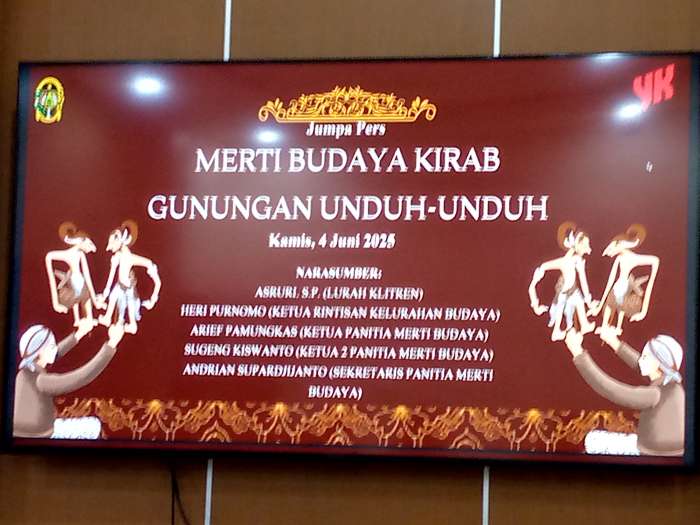 YK
Jumpa Pers
MERTI BUDAYA KIRAB
GUNUNGAN UNDUH-UNDUH
Kamis, 4 Juni 2025
NARASUMBER:
ASRURI, S.P. (LURAH KLITREN)
HERI PURNOMO (KETUA RINTISAN KELURAHAN BUDAYA)
ARIEF PAMUNGKAS (KETUA PANITIA MERTI BUDAYA)
SUGENG KISWANTO (KETUA 2 PANITIA MERTI BUDAYA)
ANDRIAN SUPARDJIJANTO (SEKRETARIS PANITIA MERTI
BUDAYA)